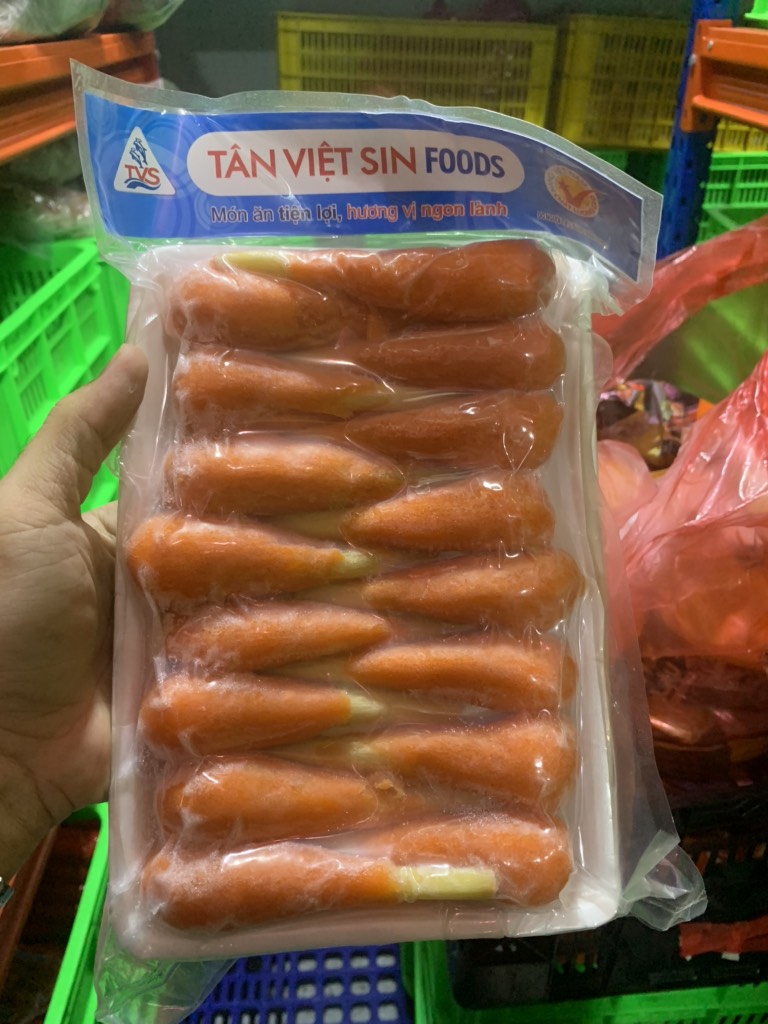 TVS
TÂN VIỆT SIN FOODS
Món ăn tiện lợi, hương vị ngon lành